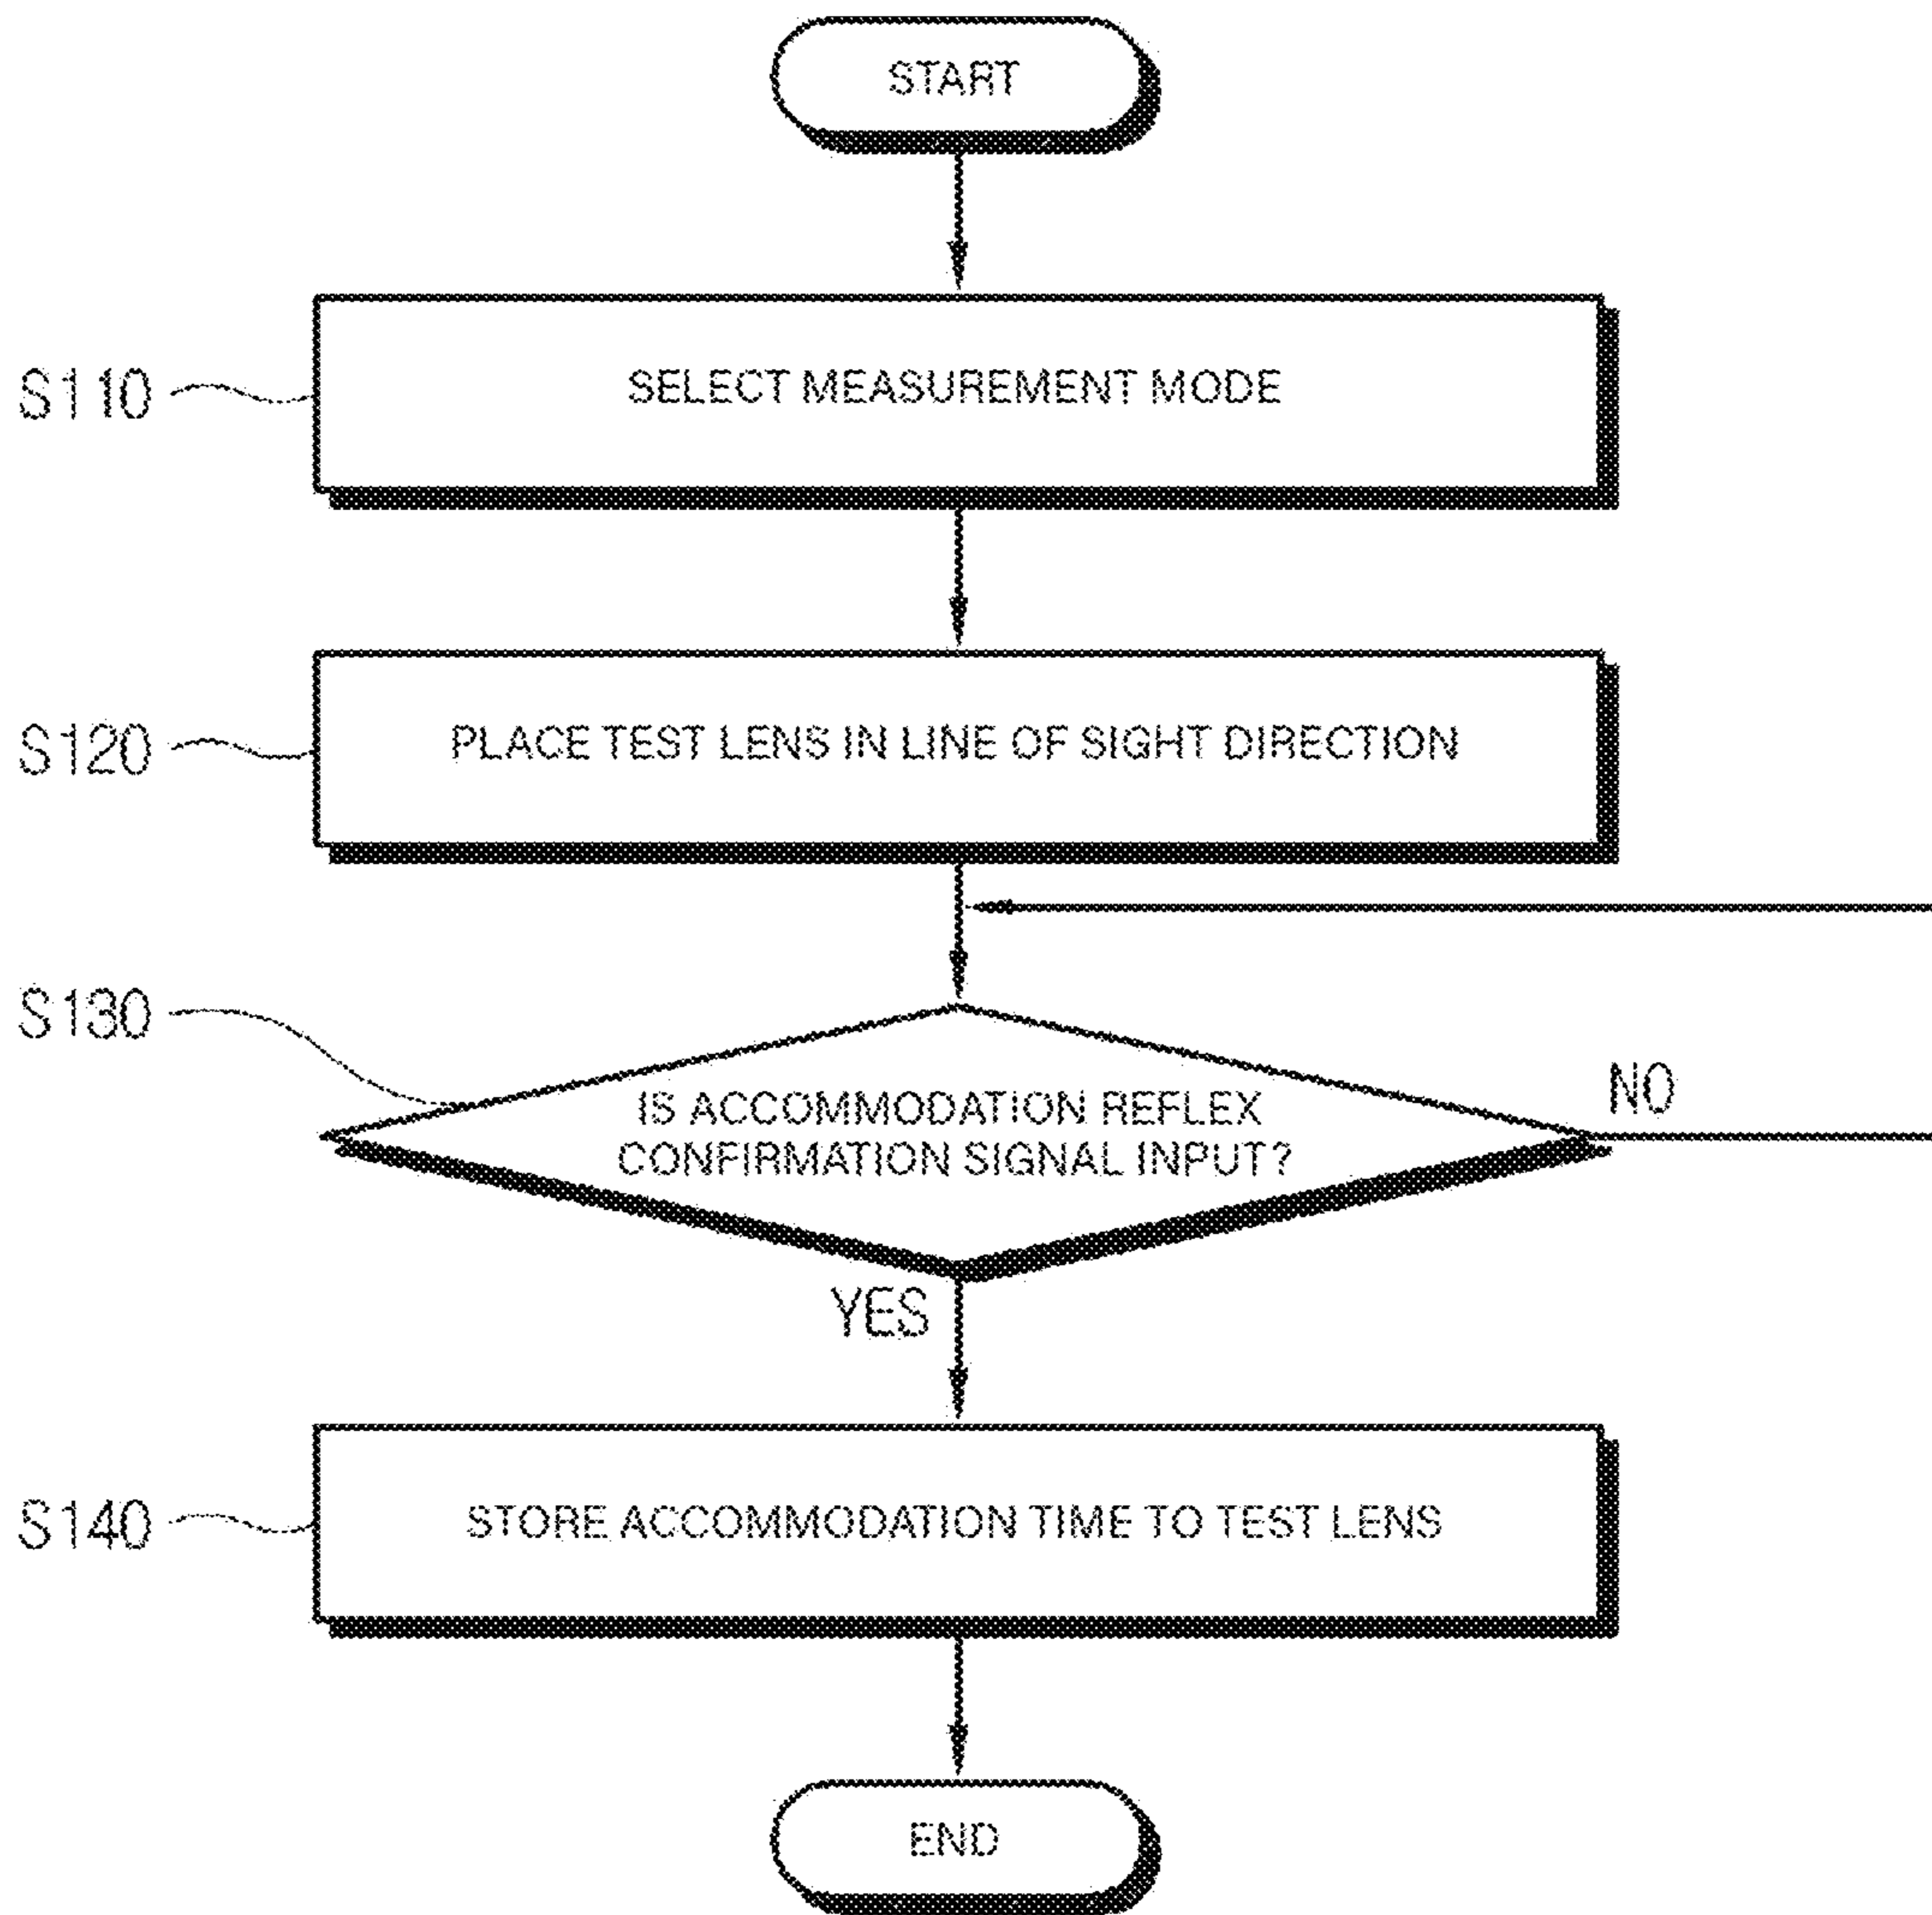 START
S110
SELECT MEASUREMENT MODE
S120
PLACE TEST LENS IN LINE OF SIGHT DIRECTION
S130
IS ACCOMMODATION REFLEX
CONFIRMATION SIGNAL INPUT?
NO
YES
S140
STORE ACCOMMODATION TIME TO TEST LENS
END